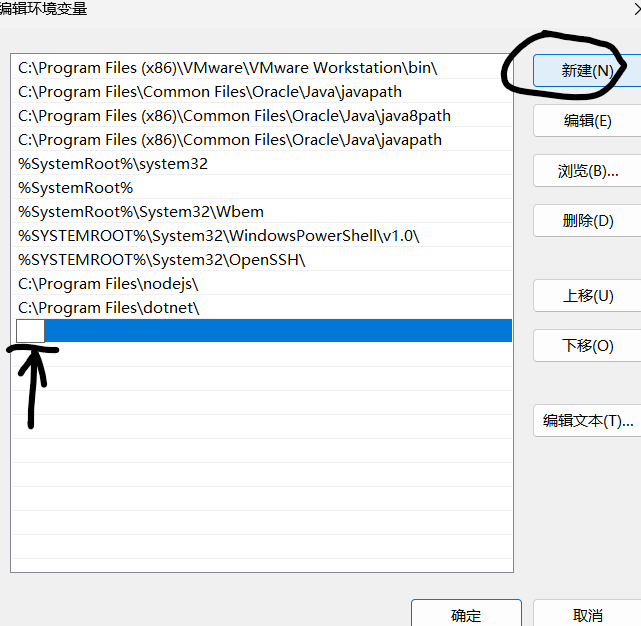 编辑环境变量
C:\Program Files (x86)\VMware\VMware Workstation\bin\
C:\Program Files\Common Files\Oracle\Java\javapath
C:\Program Files (x86)\Common Files\Oracle\Java\java8path
C:\Program Files (x86)\Common Files\Oracle\Java\javapath
%SystemRoot%\system32
%SystemRoot%
%SystemRoot%\System32\Wbem
%SYSTEMROOT%\System32\WindowsPowerShell\v1.0\
%SYSTEMROOT%\System32\OpenSSH\
C:\Program Files\nodejs\
C:\Program Files\dotnet\
新建(N)
编辑(E)
浏览(B)...
删除(D)
上移(U)
下移(O)
编辑文本(T)...
确定
取消